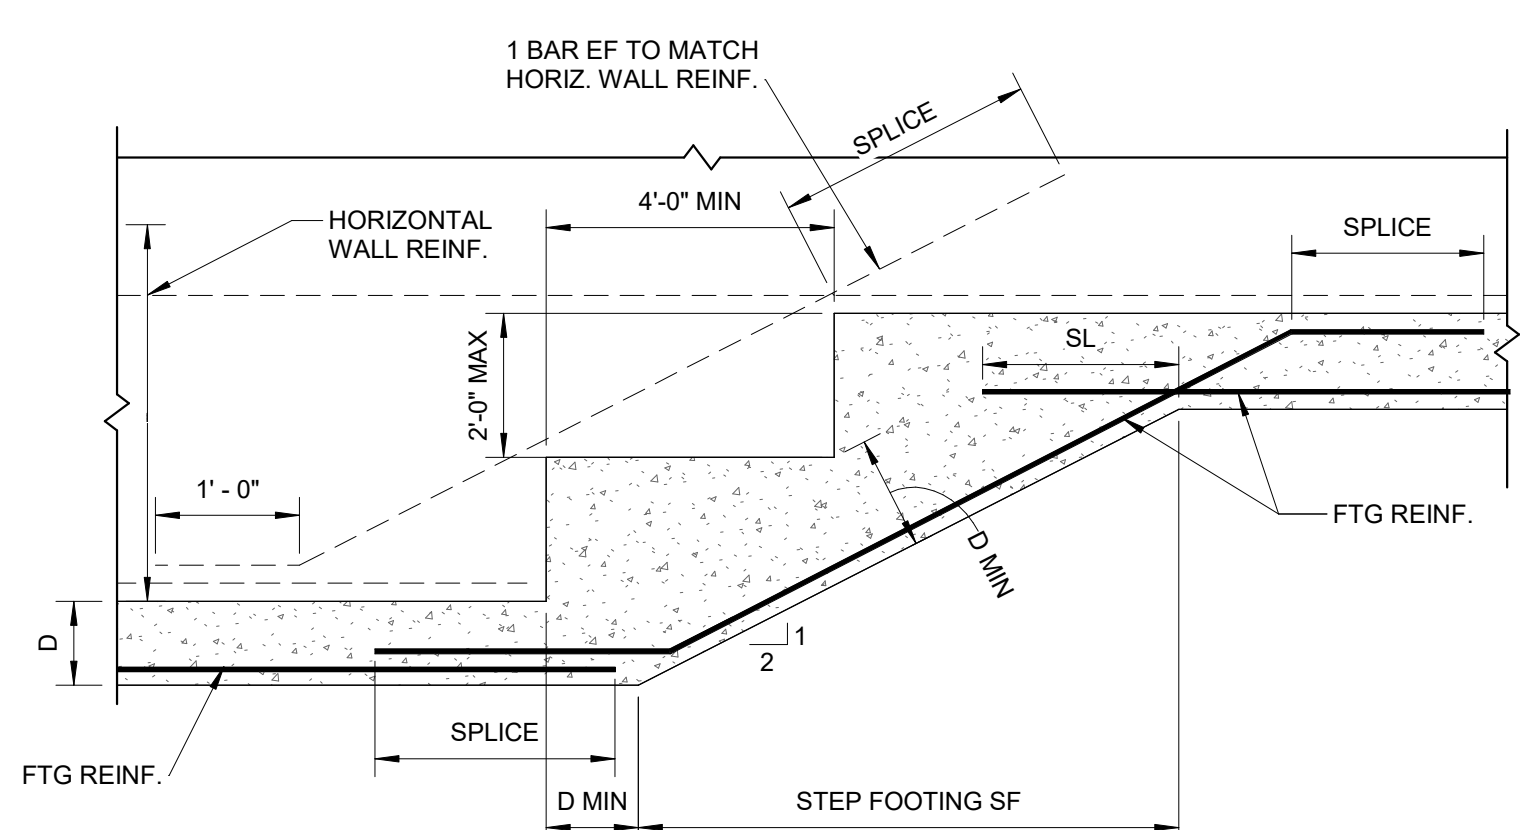 1 BAR EF TO MATCH
HORIZ. WALL REINF.
SPLICE
4'-0" MIN
HORIZONTAL
WALL REINF.
SPLICE
2'-0" MAX
SL
1' - 0"
FTG REINF.
D MIN
D
1
2
SPLICE
FTG REINF.
D MIN
STEP FOOTING SF